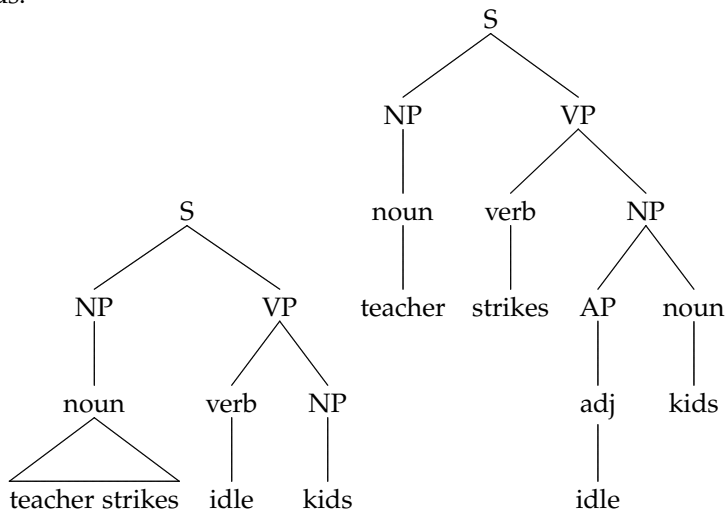 S
NP VP
S noun verb NP
NP VP teacher strikes AP noun
noun verb NP adj kids
teacher strikes idle kids idle